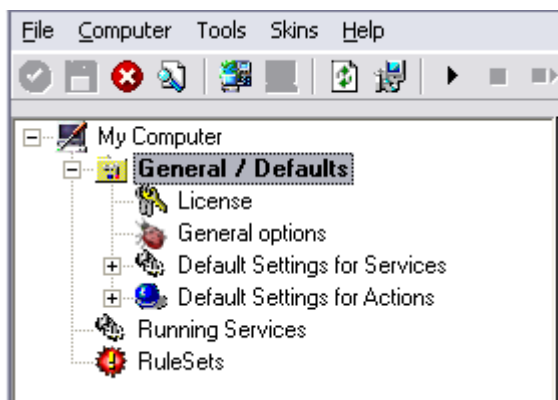 File Computer Tools Skins Help
My Computer
General / Defaults
License
General options
Default Settings for Services
Default Settings for Actions
Running Services
RuleSets